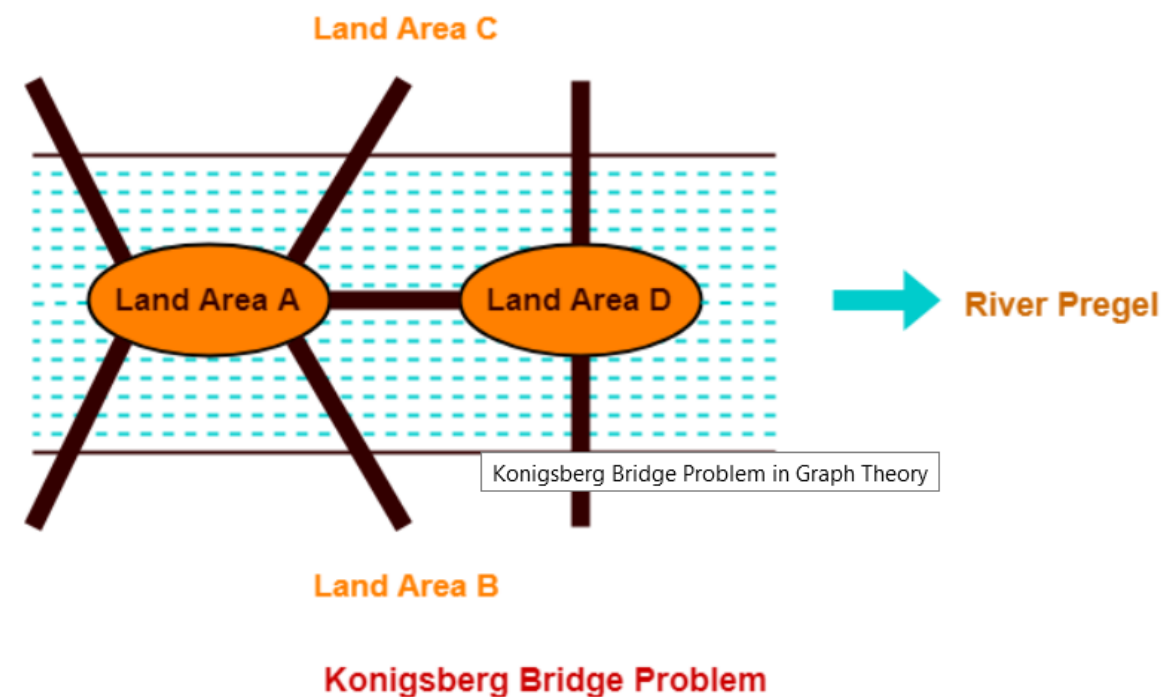 Land Area C
Land Area A
Land Area D
River Pregel
Konigsberg Bridge Problem in Graph Theory
Land Area B
Konigsberg Bridge Problem